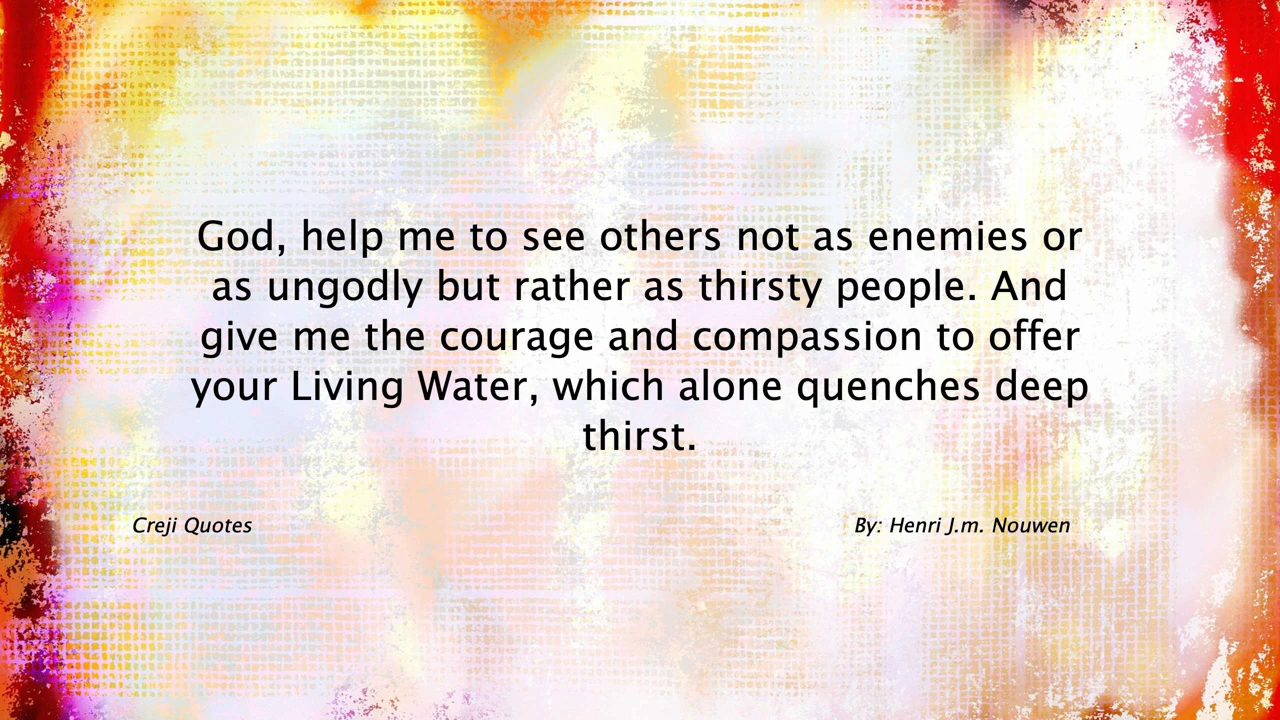 God, help me to see others not as enemies or
as ungodly but rather as thirsty people. And
give me the courage and compassion to offer
your Living Water, which alone quenches deep
thirst.
Creji Quotes
By: Henri J.m. Nouwen